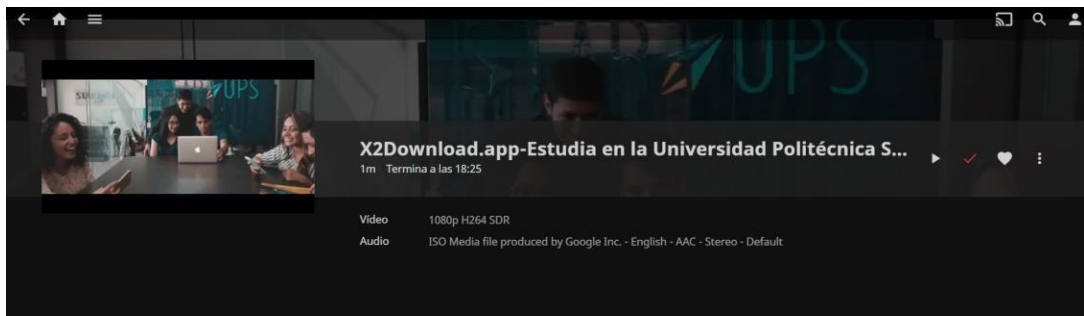 UPS
UPS
X2Download.app-Estudia en la Universidad Politécnica S...
1m Termina a las 18:25
Vídeo 1080p H264 SDR
Audio ISO Media file produced by Google Inc. - English - AAC - Stereo - Default